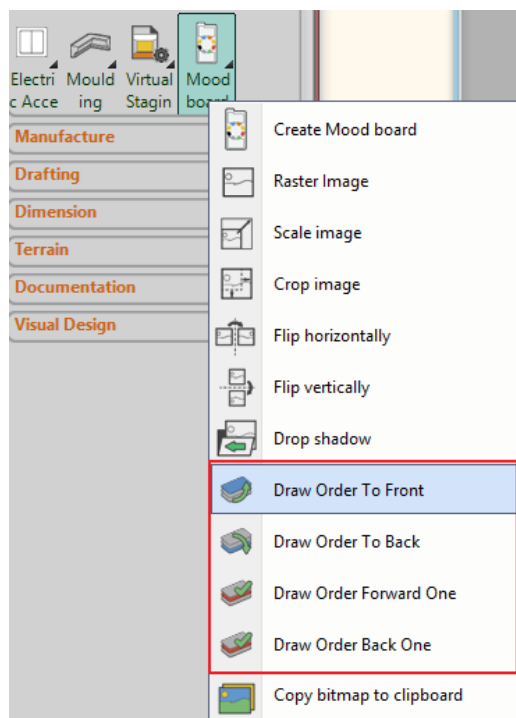 Electri Mould Virtual Mood
c Acce ing Stagin board
Manufacture
Drafting
Dimension
Terrain
Documentation
Visual Design
Create Mood board
Raster Image
Scale image
Crop image
Flip horizontally
Flip vertically
Drop shadow
Draw Order To Front
Draw Order To Back
Draw Order Forward One
Draw Order Back One
Copy bitmap to clipboard